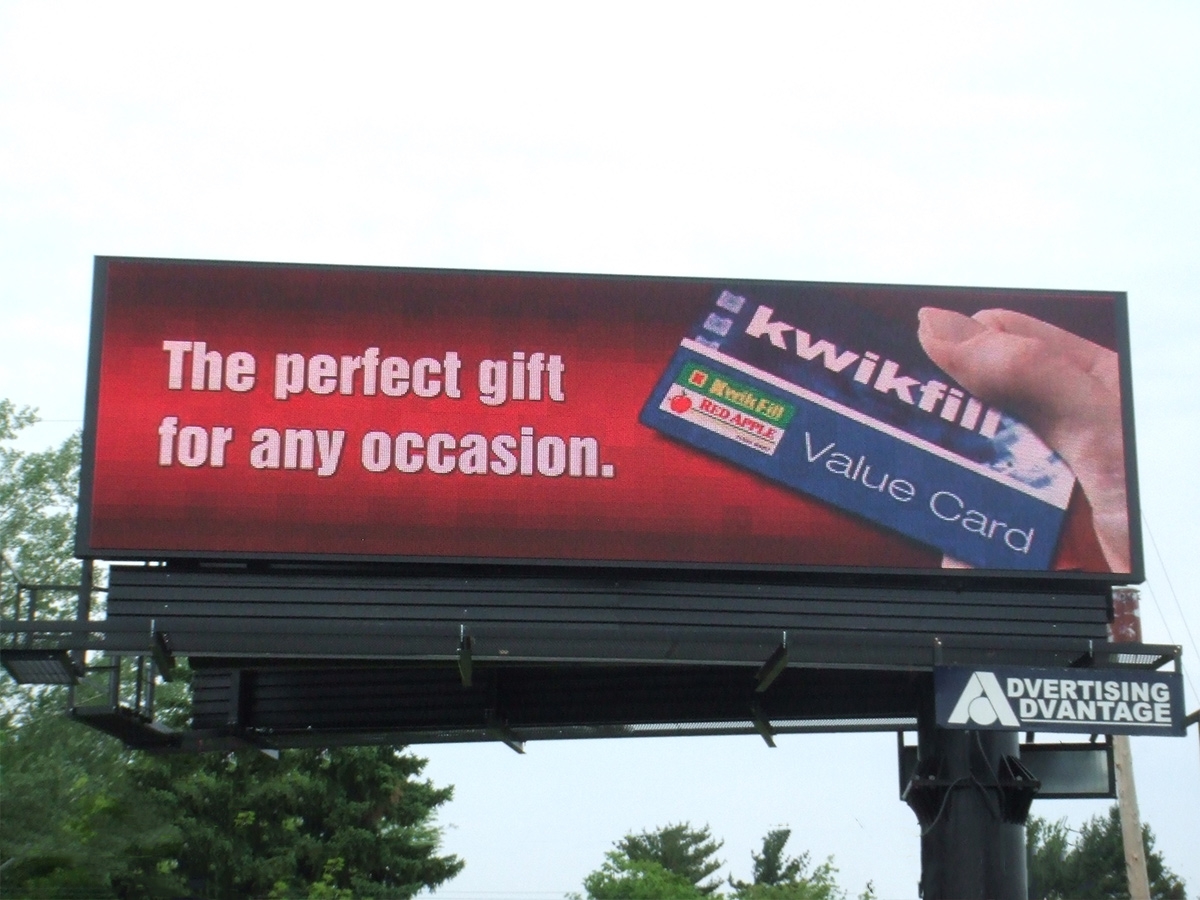 The perfect gift
for any occasion.
kwikfill
Kwik Fill
RED APPLE
Value Card
ADVERTISING
ADVANTAGE